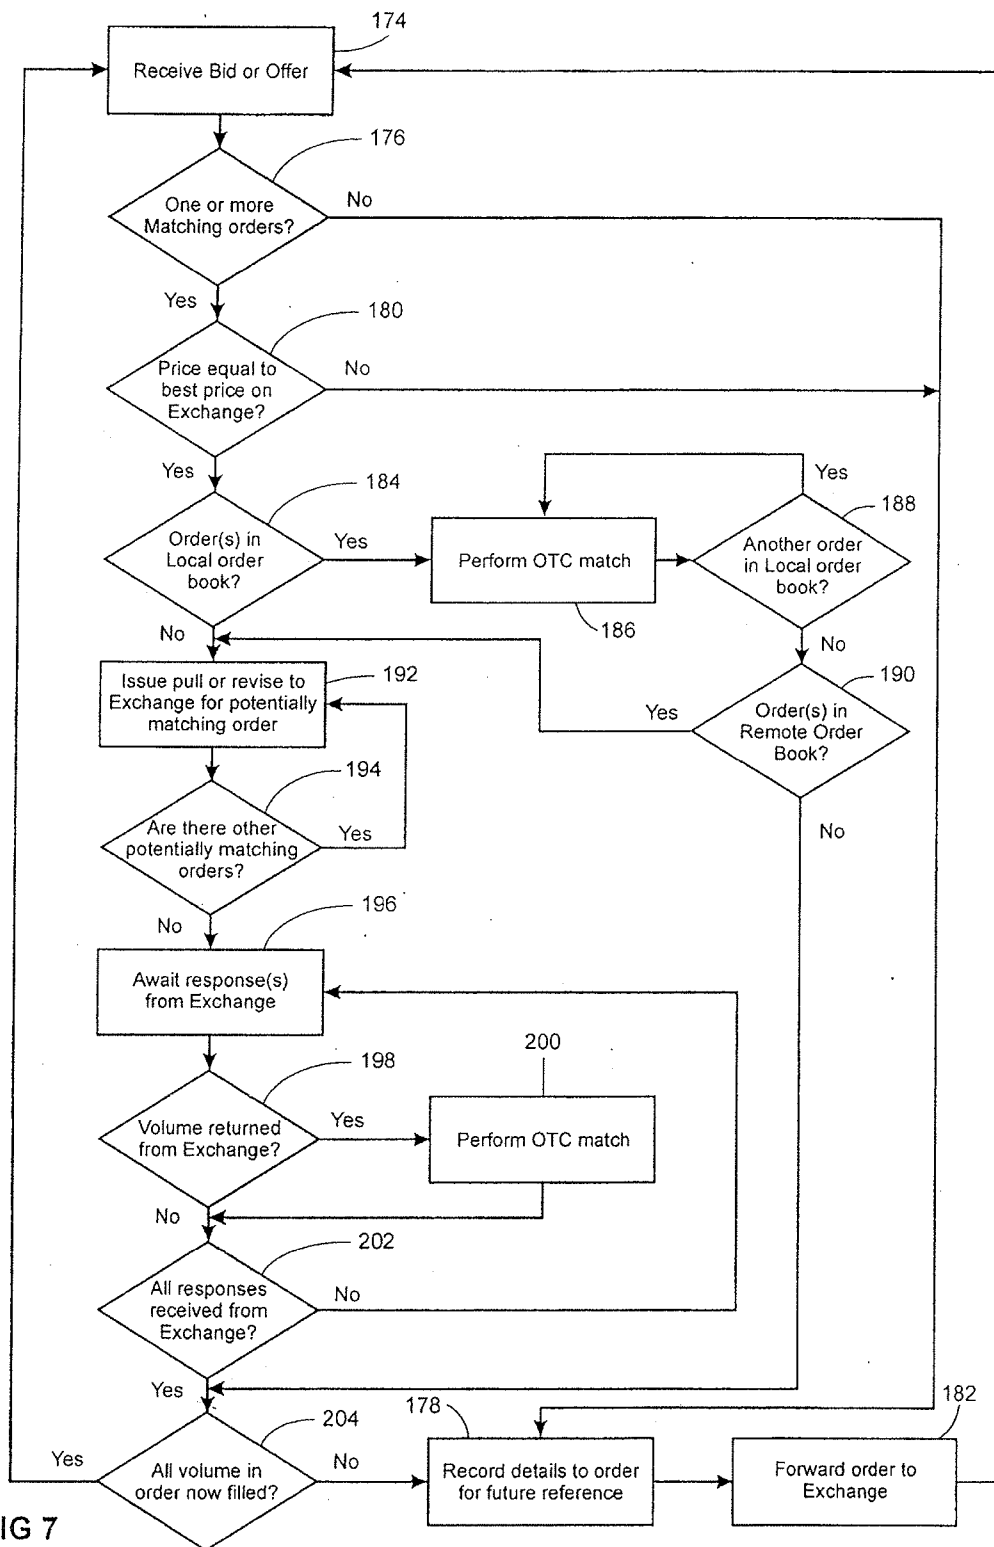 174
Receive Bid or Offer
176
One or more
Matching orders?
No
Yes
180
Price equal to
best price on
Exchange?
No
Yes
184
Order(s) in
Local order
book?
Yes
Perform OTC match
186
Yes
188
Another order
in Local order
book?
No
No
192
Issue pull or revise to
Exchange for potentially
matching order
190
Order(s) in
Remote Order
Book?
Yes
No
194
Are there other
potentially matching
orders?
Yes
No
196
Await response(s)
from Exchange
198
Volume returned
from Exchange?
Yes
200
Perform OTC match
No
202
All responses
received from
Exchange?
No
Yes
204
All volume in
order now filled?
Yes
No
178
Record details to order
for future reference
182
Forward order to
Exchange
IG 7